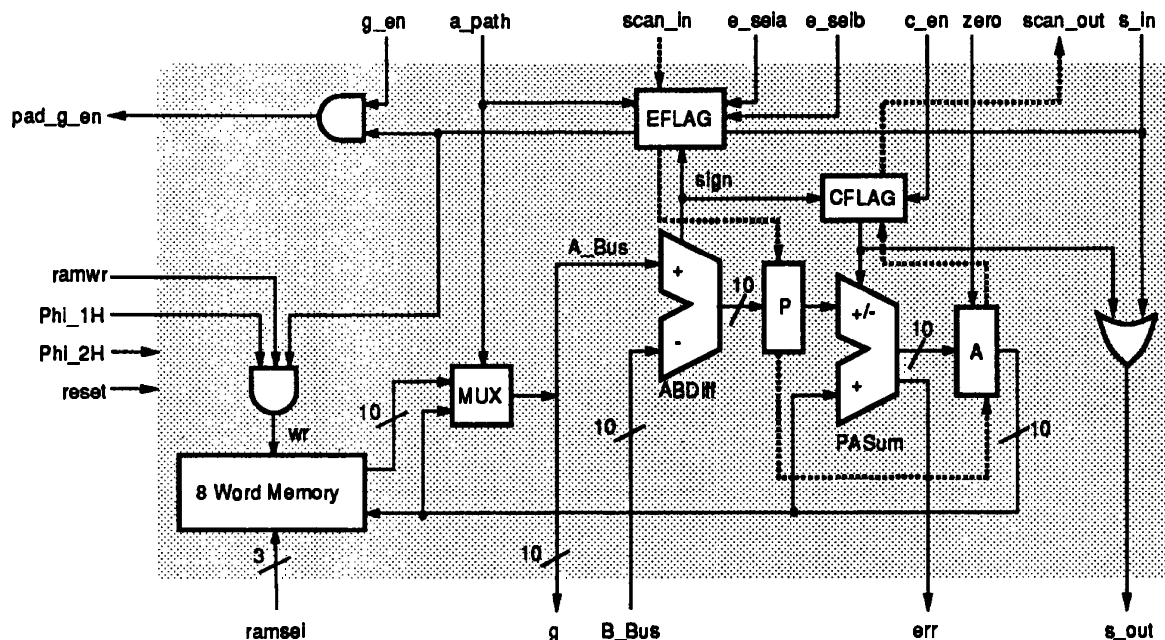 g_en a_path scan_in e_sela e_selb c_en zero scan_out s_in
pad_g_en
EFLAG
sign
CFLAG
A_Bus
ramwr
+
10
P
+/-
Phi_1H
10
A
Phi_2H
-
reset
MUX
ABDiff
+
10
10
10
wr
PASum
8 Word Memory
3
10
ramsel g B_Bus err s_out